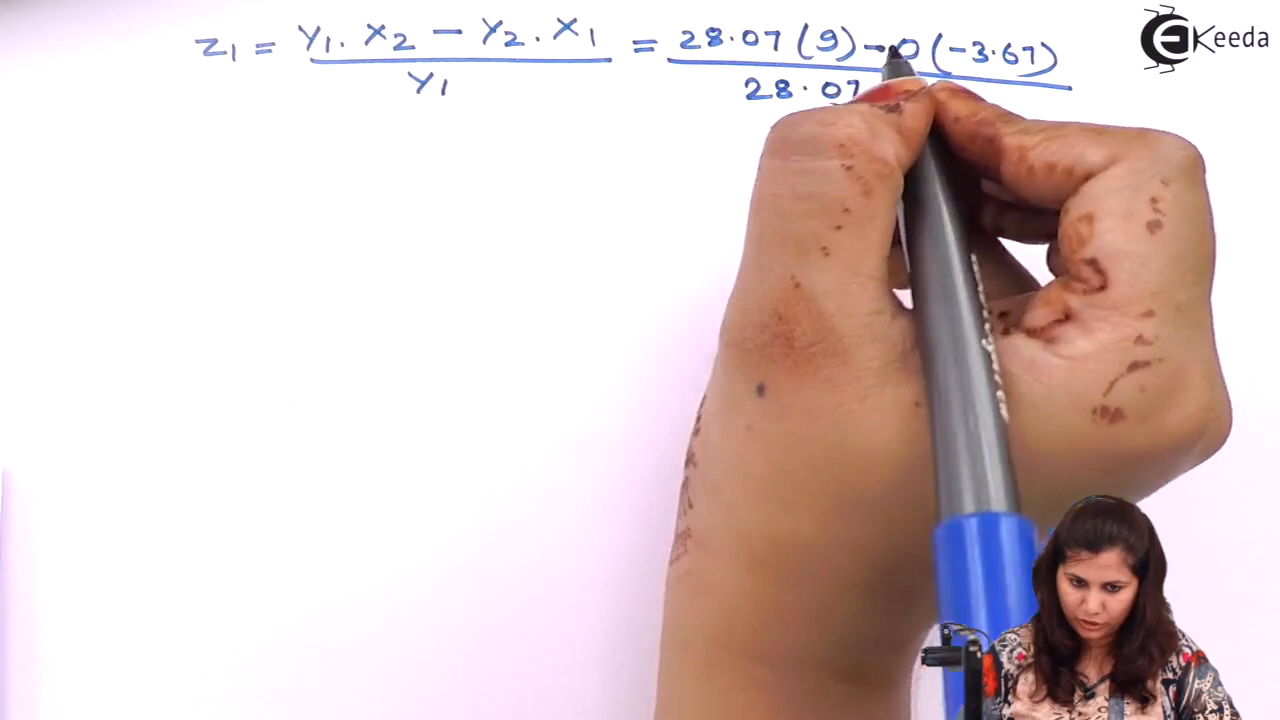 Z1 = Y1 . X2 - Y2 . X1 / Y1 = 28.07 (9) - 0 (-3.67) / 28.07
EKeeda